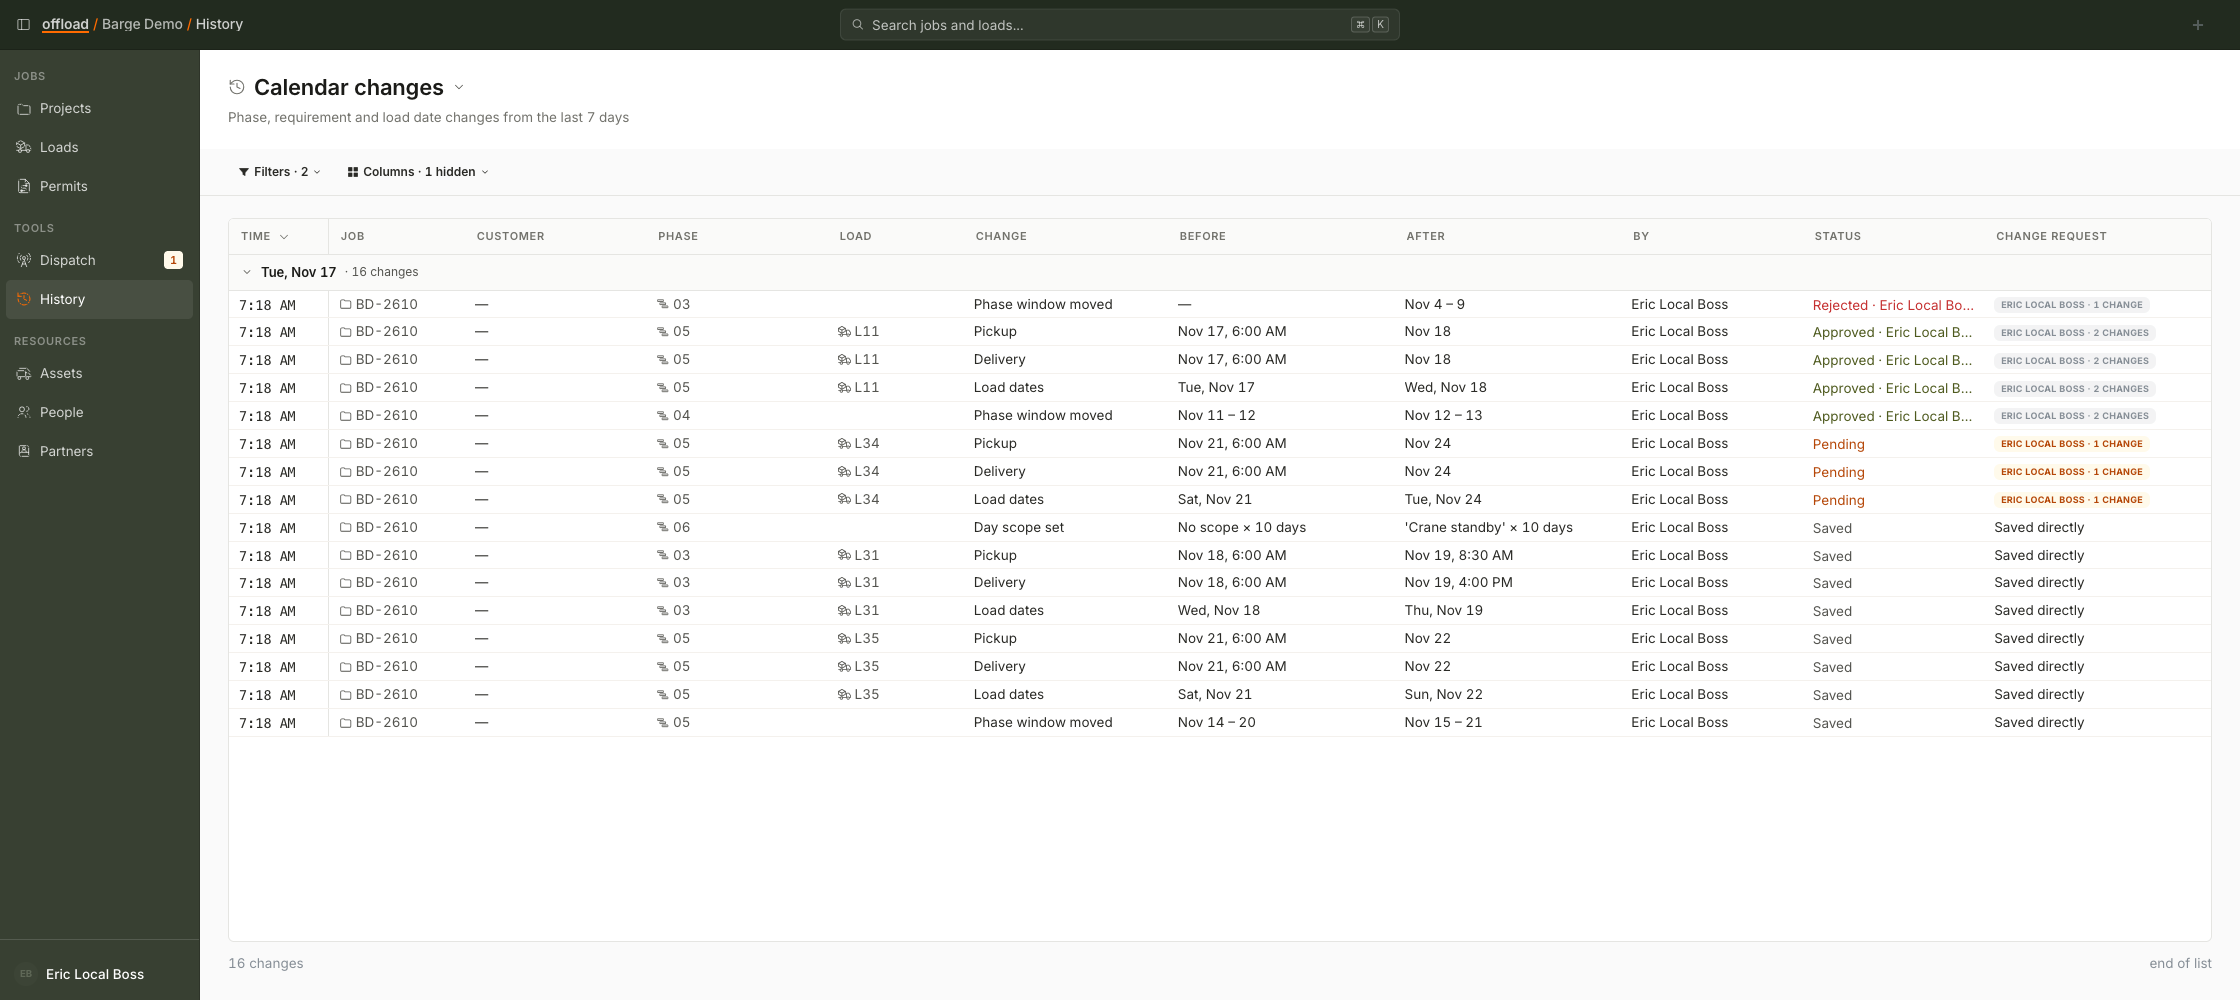 offload / Barge Demo / History
Search jobs and loads...
⌘ K
+
JOBS
Projects
Loads
Permits
TOOLS
Dispatch 1
History
RESOURCES
Assets
People
Partners
EB Eric Local Boss
Calendar changes
Phase, requirement and load date changes from the last 7 days
Filters · 2 Columns · 1 hidden
TIME JOB CUSTOMER PHASE LOAD CHANGE BEFORE AFTER BY STATUS CHANGE REQUEST
Tue, Nov 17 · 16 changes
7:18 AM BD-2610 — 03 Phase window moved — Nov 4 – 9 Eric Local Boss Rejected · Eric Local Bo... ERIC LOCAL BOSS · 1 CHANGE
7:18 AM BD-2610 — 05 L11 Pickup Nov 17, 6:00 AM Nov 18 Eric Local Boss Approved · Eric Local B... ERIC LOCAL BOSS · 2 CHANGES
7:18 AM BD-2610 — 05 L11 Delivery Nov 17, 6:00 AM Nov 18 Eric Local Boss Approved · Eric Local B... ERIC LOCAL BOSS · 2 CHANGES
7:18 AM BD-2610 — 05 L11 Load dates Tue, Nov 17 Wed, Nov 18 Eric Local Boss Approved · Eric Local B... ERIC LOCAL BOSS · 2 CHANGES
7:18 AM BD-2610 — 04 Phase window moved Nov 11 – 12 Nov 12 – 13 Eric Local Boss Approved · Eric Local B... ERIC LOCAL BOSS · 2 CHANGES
7:18 AM BD-2610 — 05 L34 Pickup Nov 21, 6:00 AM Nov 24 Eric Local Boss Pending ERIC LOCAL BOSS · 1 CHANGE
7:18 AM BD-2610 — 05 L34 Delivery Nov 21, 6:00 AM Nov 24 Eric Local Boss Pending ERIC LOCAL BOSS · 1 CHANGE
7:18 AM BD-2610 — 05 L34 Load dates Sat, Nov 21 Tue, Nov 24 Eric Local Boss Pending ERIC LOCAL BOSS · 1 CHANGE
7:18 AM BD-2610 — 06 Day scope set No scope × 10 days 'Crane standby' × 10 days Eric Local Boss Saved Saved directly
7:18 AM BD-2610 — 03 L31 Pickup Nov 18, 6:00 AM Nov 19, 8:30 AM Eric Local Boss Saved Saved directly
7:18 AM BD-2610 — 03 L31 Delivery Nov 18, 6:00 AM Nov 19, 4:00 PM Eric Local Boss Saved Saved directly
7:18 AM BD-2610 — 03 L31 Load dates Wed, Nov 18 Thu, Nov 19 Eric Local Boss Saved Saved directly
7:18 AM BD-2610 — 05 L35 Pickup Nov 21, 6:00 AM Nov 22 Eric Local Boss Saved Saved directly
7:18 AM BD-2610 — 05 L35 Delivery Nov 21, 6:00 AM Nov 22 Eric Local Boss Saved Saved directly
7:18 AM BD-2610 — 05 L35 Load dates Sat, Nov 21 Sun, Nov 22 Eric Local Boss Saved Saved directly
7:18 AM BD-2610 — 05 Phase window moved Nov 14 – 20 Nov 15 – 21 Eric Local Boss Saved Saved directly
16 changes end of list